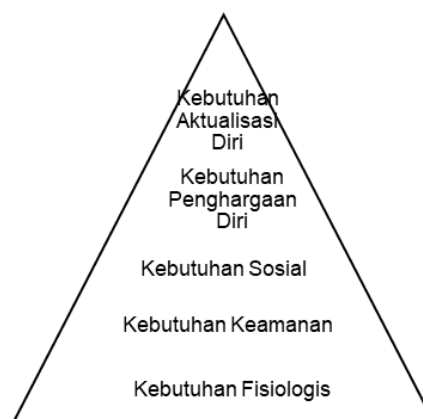 Kebutuhan
Aktualisasi
Diri
Kebutuhan
Penghargaan
Diri
Kebutuhan Sosial
Kebutuhan Keamanan
Kebutuhan Fisiologis